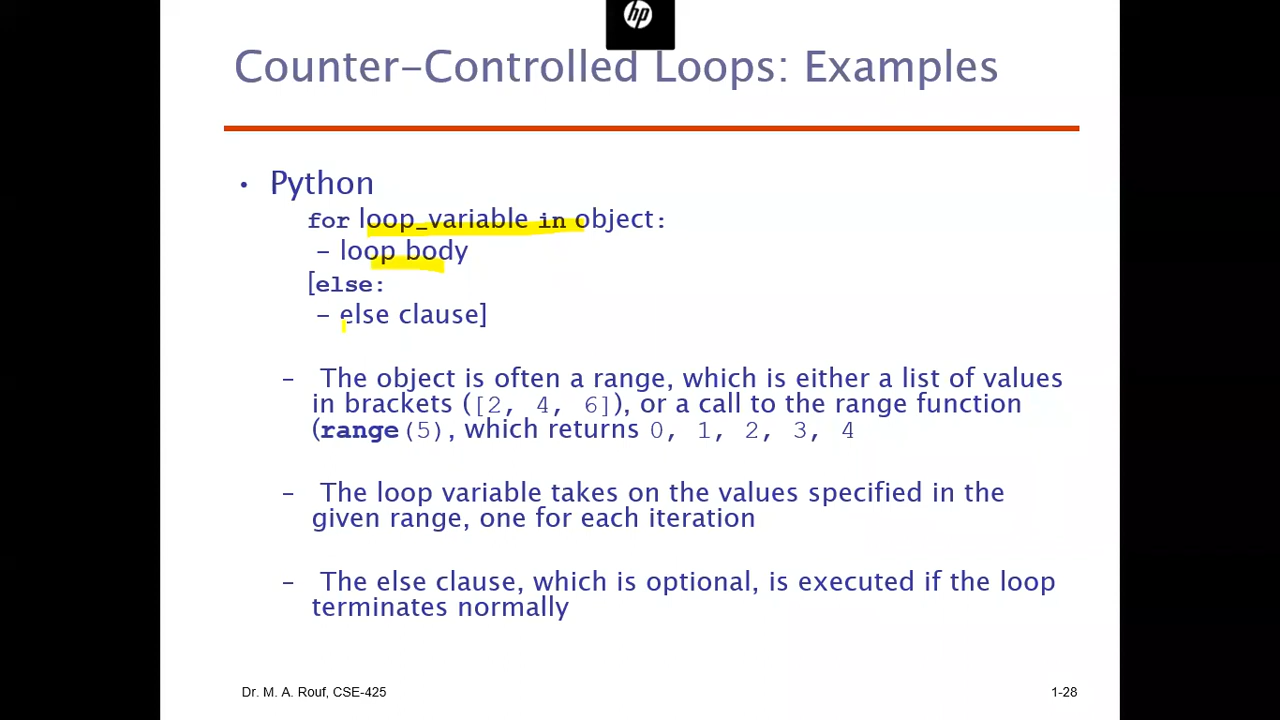 hp
Counter-Controlled Loops: Examples
• Python
for loop_variable in object:
– loop body
[else:
– else clause]
– The object is often a range, which is either a list of values
in brackets ([2, 4, 6]), or a call to the range function
(range(5), which returns 0, 1, 2, 3, 4
– The loop variable takes on the values specified in the
given range, one for each iteration
– The else clause, which is optional, is executed if the loop
terminates normally
Dr. M. A. Rouf, CSE-425
1-28